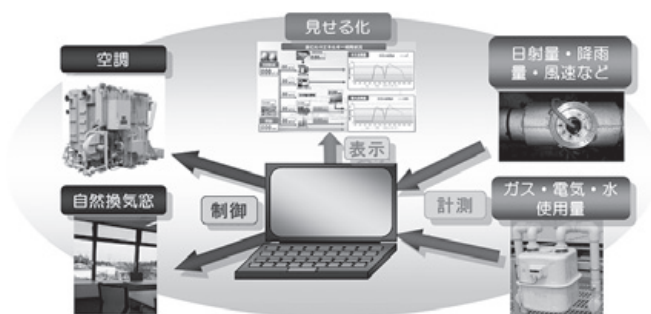 見せる化
空調
日射量・降雨
量・風速など
表示
自然換気窓
制御
計測
ガス・電気・水
使用量